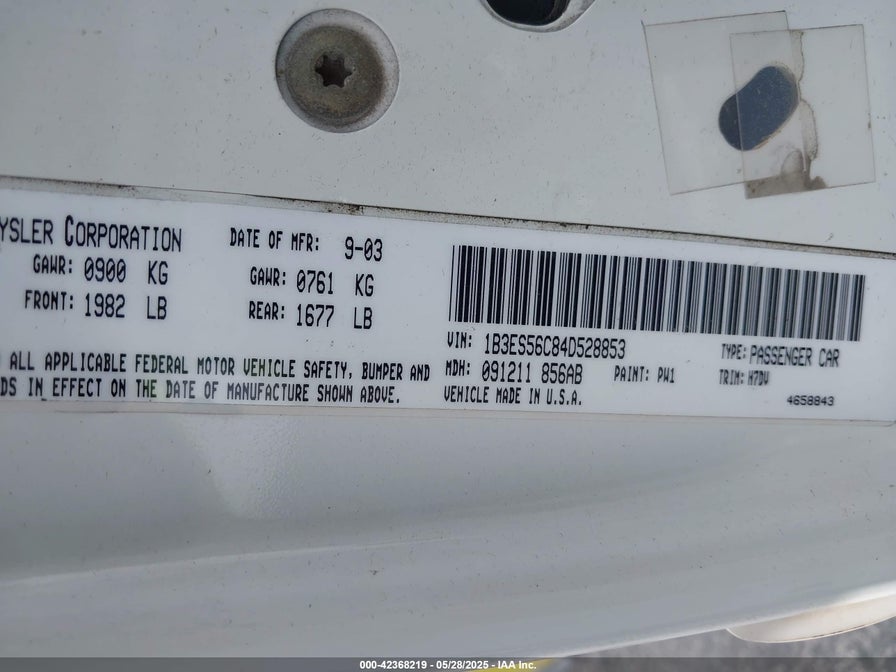 YSLER CORPORATION DATE OF MFR: 9-03
GAWR: 0900 KG GAWR: 0761 KG
FRONT: 1982 LB REAR: 1677 LB
VIN: 1B3ES56C84D528853 TYPE: PASSENGER CAR
ALL APPLICABLE FEDERAL MOTOR VEHICLE SAFETY, BUMPER AND MDH: 091211 856AB PAINT: PW1 TRIM: H7DV
DS IN EFFECT ON THE DATE OF MANUFACTURE SHOWN ABOVE. VEHICLE MADE IN U.S.A. 4658843
000-42368219 - 05/28/2025 - IAA Inc.